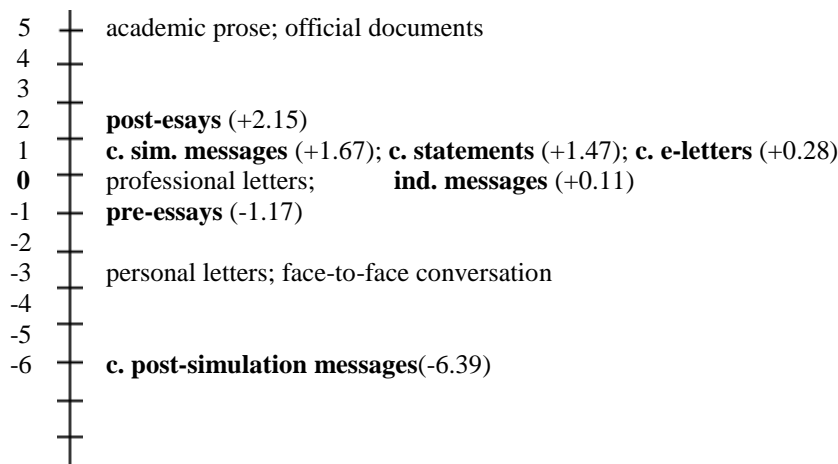 5 academic prose; official documents
4
3
2 post-esays (+2.15)
1 c. sim. messages (+1.67); c. statements (+1.47); c. e-letters (+0.28)
0 professional letters; ind. messages (+0.11)
-1 pre-essays (-1.17)
-2
-3 personal letters; face-to-face conversation
-4
-5
-6 c. post-simulation messages(-6.39)